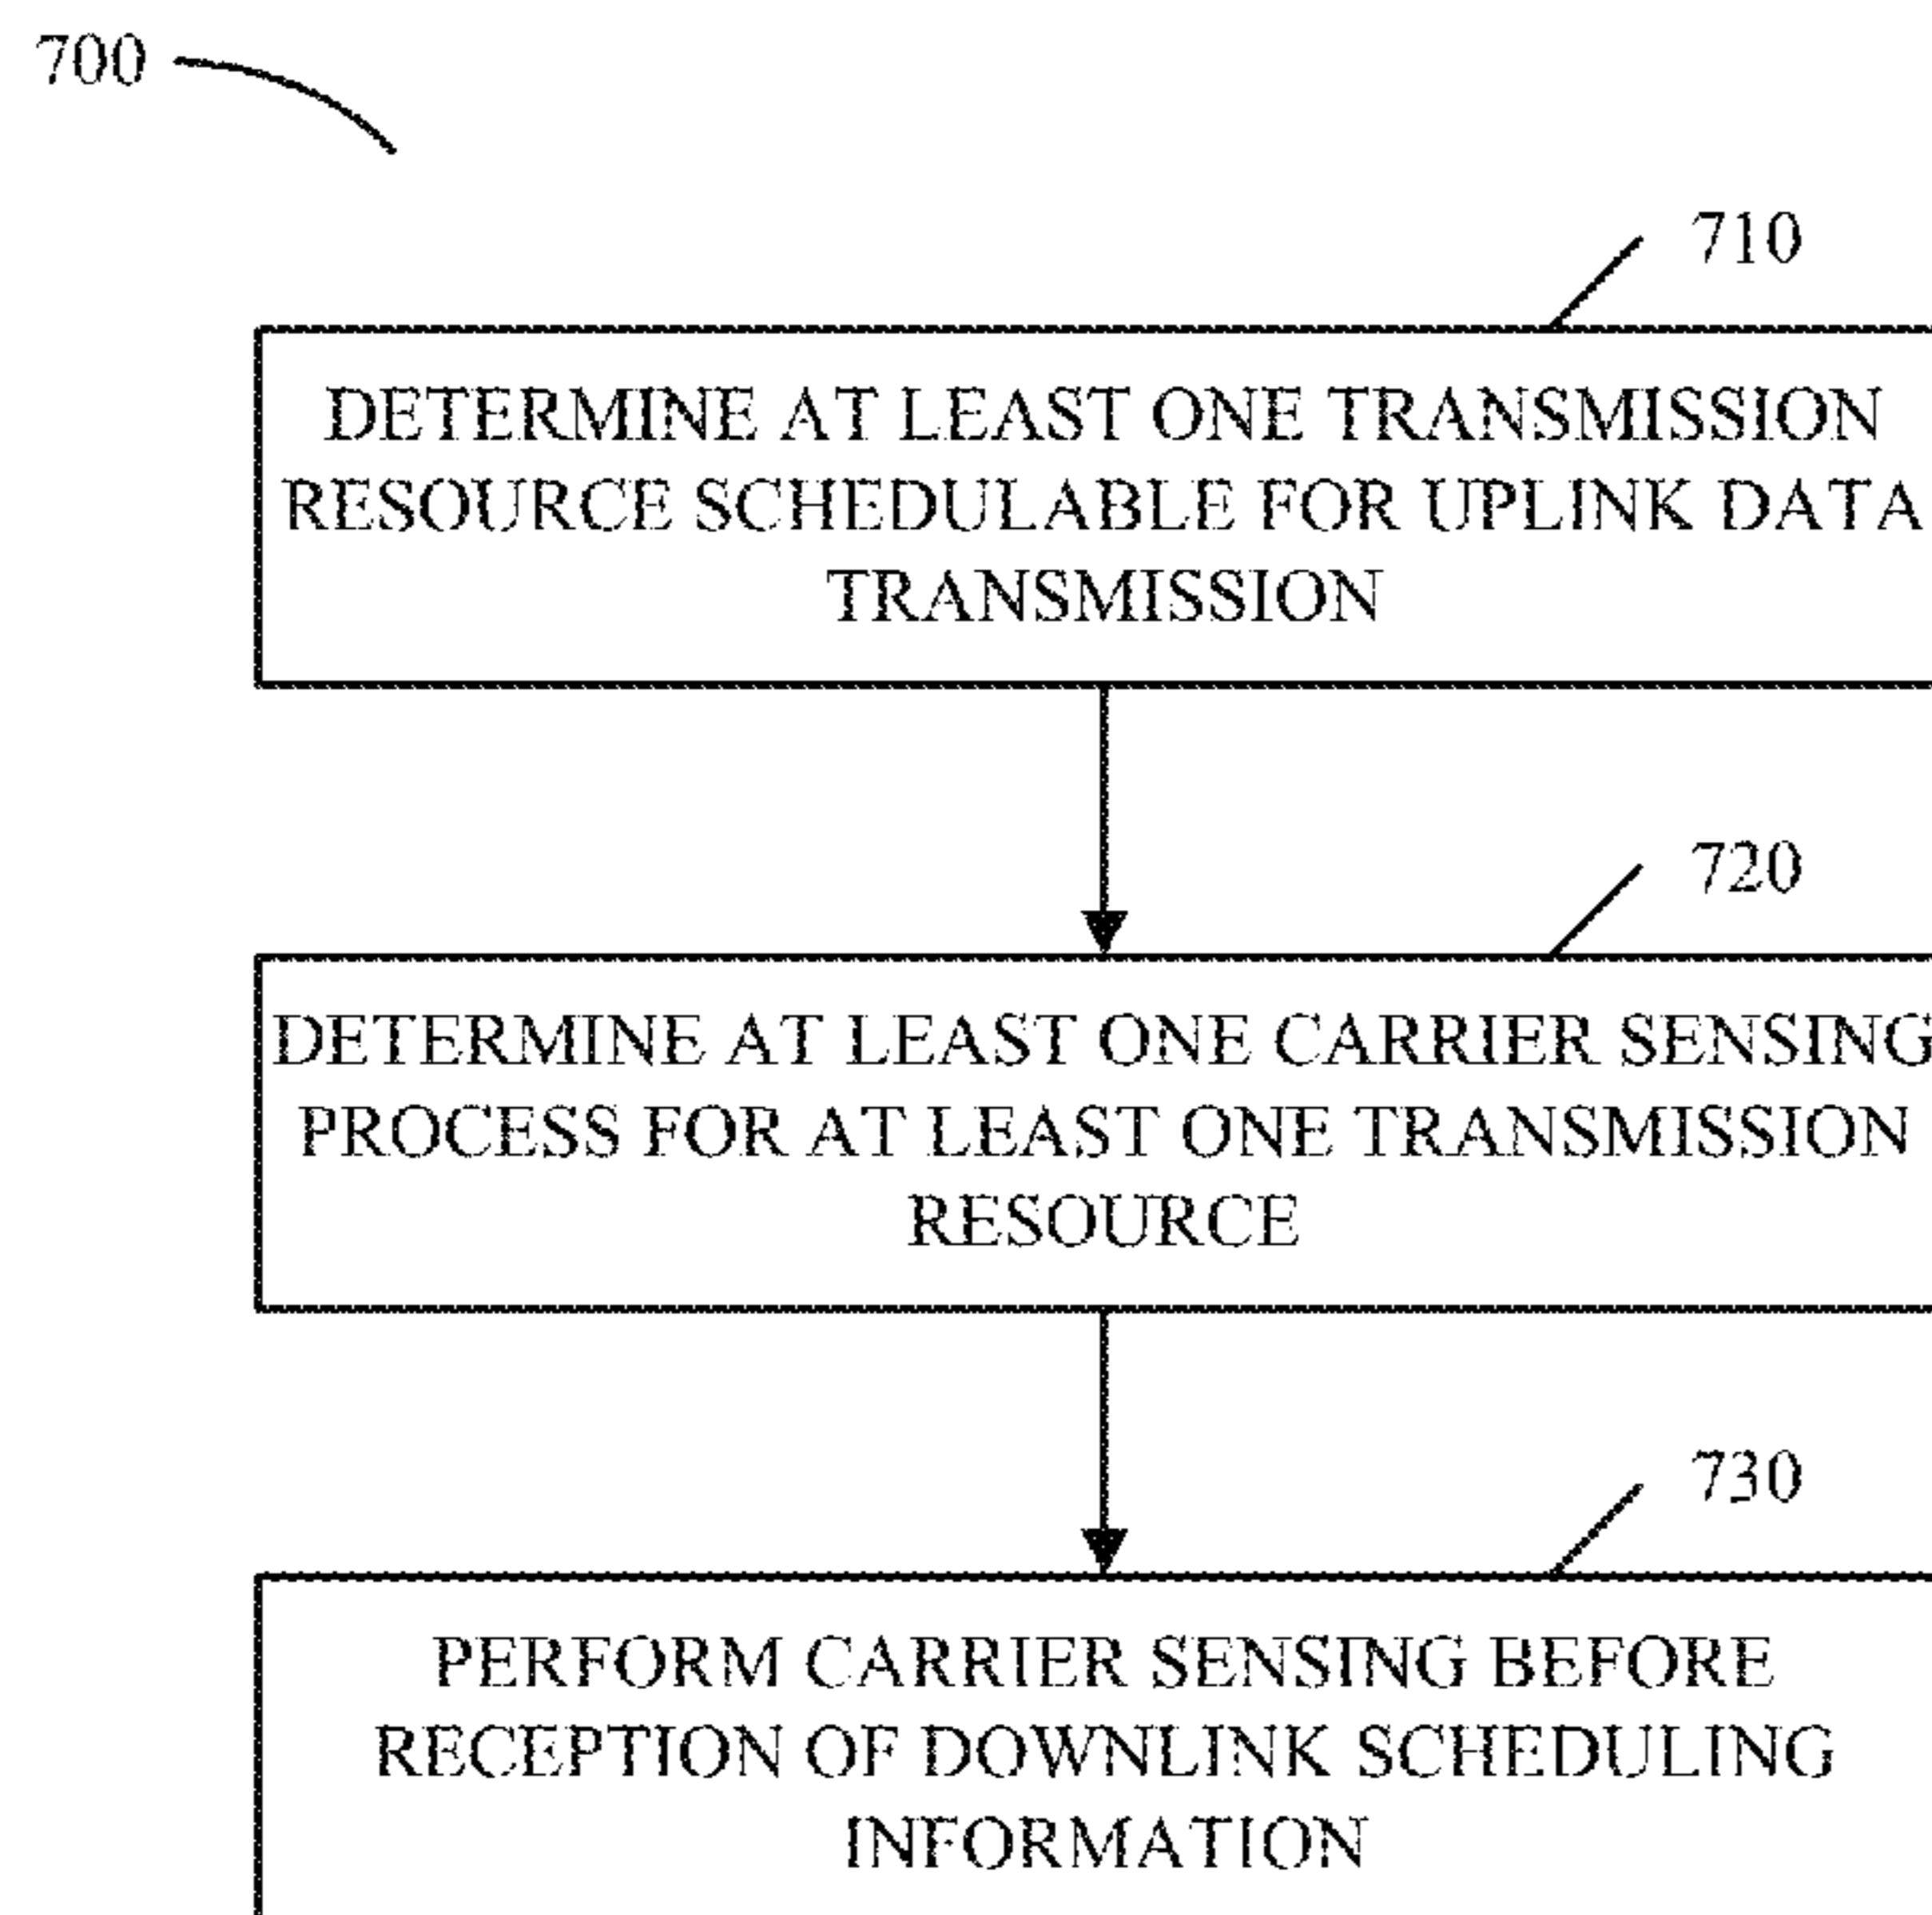 700
710
DETERMINE AT LEAST ONE TRANSMISSION
RESOURCE SCHEDULABLE FOR UPLINK DATA
TRANSMISSION
720
DETERMINE AT LEAST ONE CARRIER SENSING
PROCESS FOR AT LEAST ONE TRANSMISSION
RESOURCE
730
PERFORM CARRIER SENSING BEFORE
RECEPTION OF DOWNLINK SCHEDULING
INFORMATION